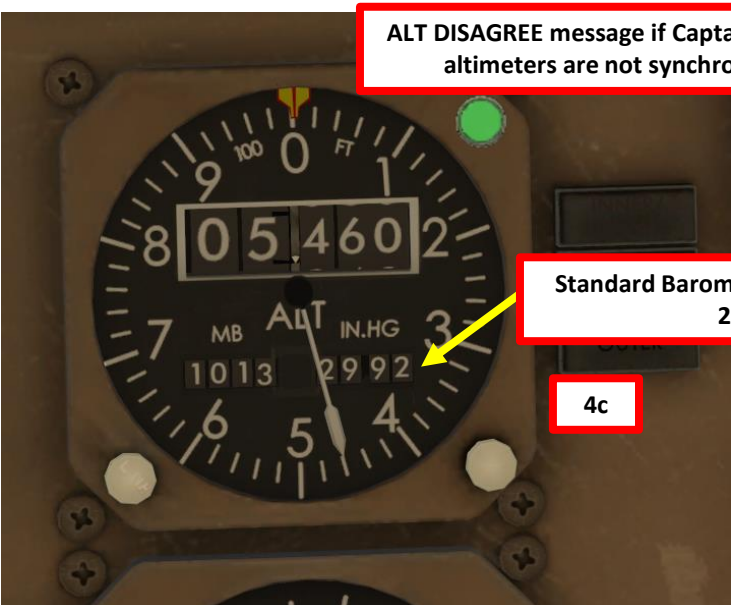 ALT DISAGREE message if Capta
altimeters are not synchro
100 0 FT
9 1
8 05 460 2
Standard Barom
2
7 ALT 3
MB IN.HG
1013 2992
6 4
5
4c